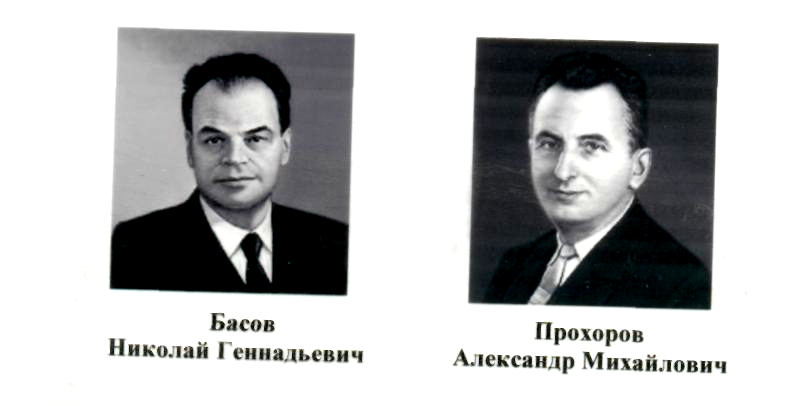 Басов
Николай Геннадьевич
Прохоров
Александр Михайлович